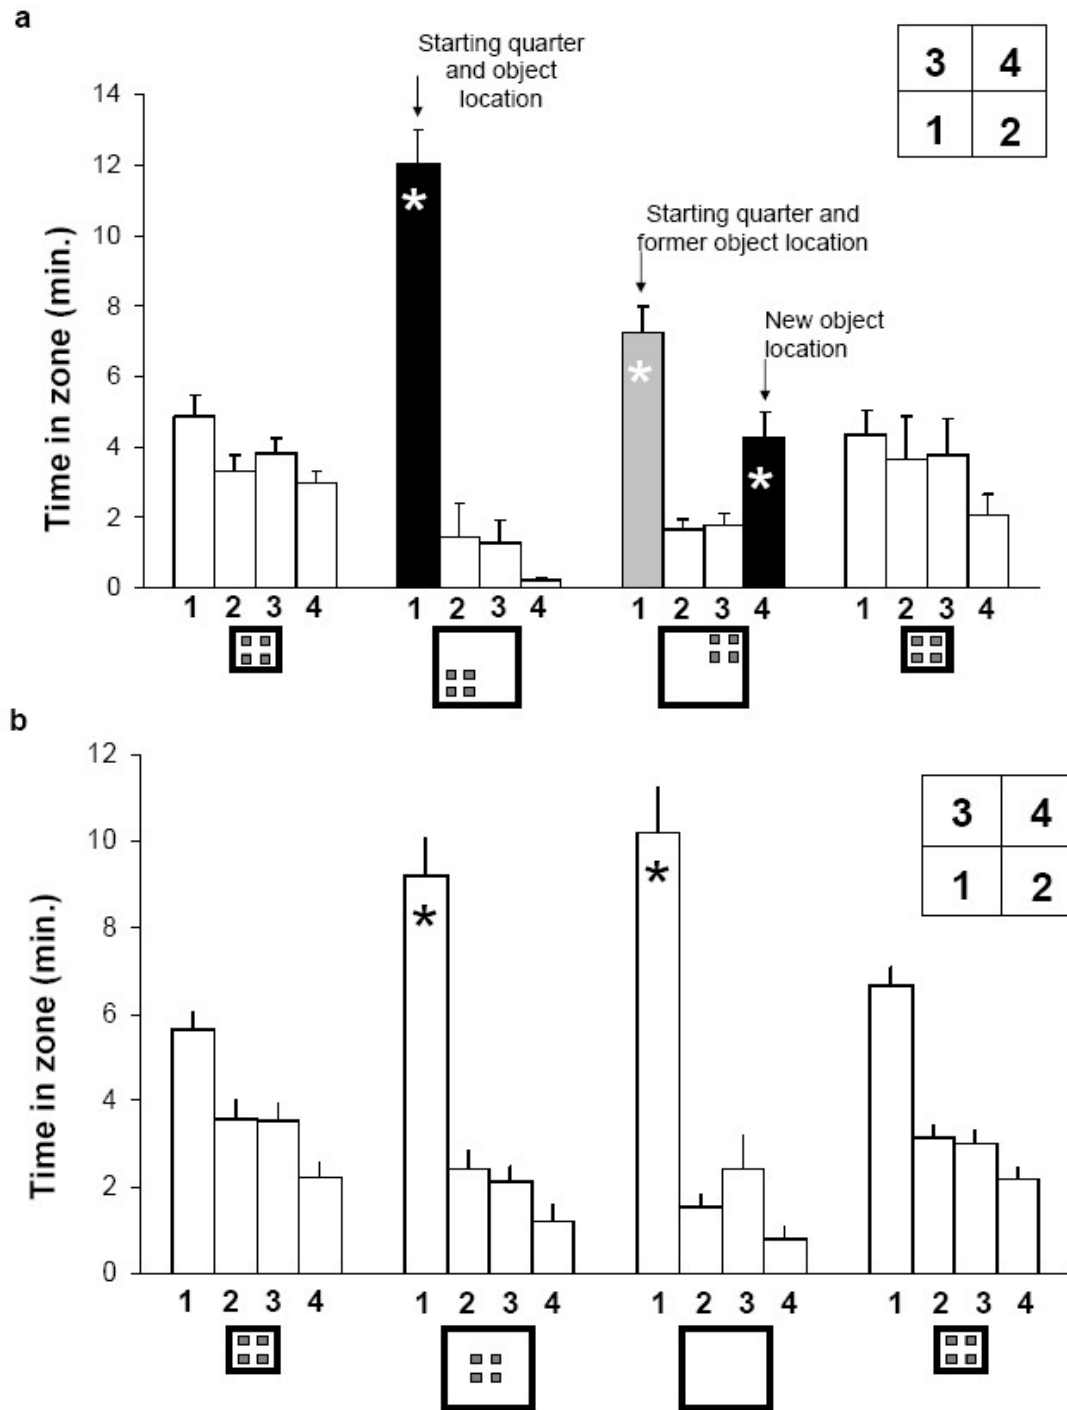 a
Starting quarter
and object
location
3 4
1 2
14
12
10
8
6
4
2
0
Time in zone (min.)
*
Starting quarter and
former object location
*
New object
location
*
1 2 3 4 1 2 3 4 1 2 3 4 1 2 3 4
b
12
10
8
6
4
2
0
Time in zone (min.)
*
*
3 4
1 2
1 2 3 4 1 2 3 4 1 2 3 4 1 2 3 4